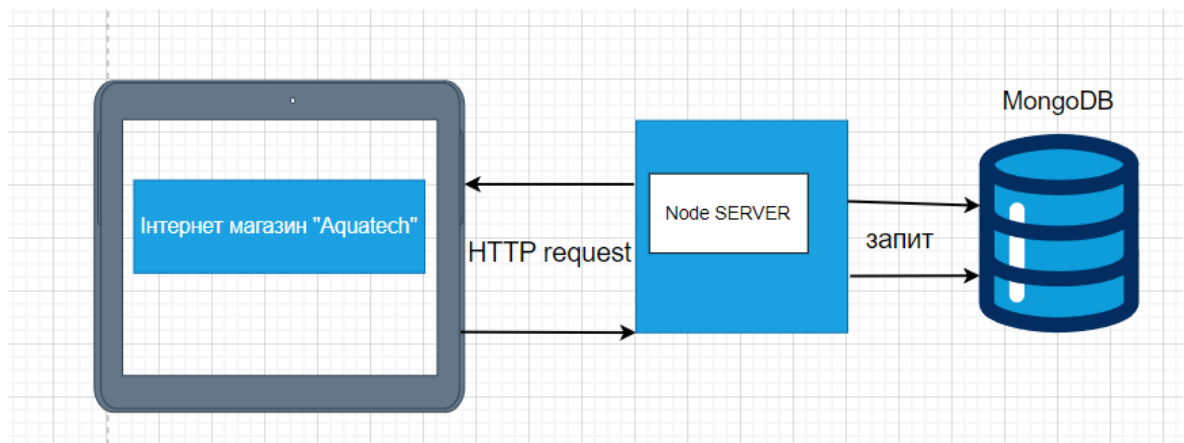 MongoDB
Інтернет магазин "Aquatech"
HTTP request
Node SERVER
запит